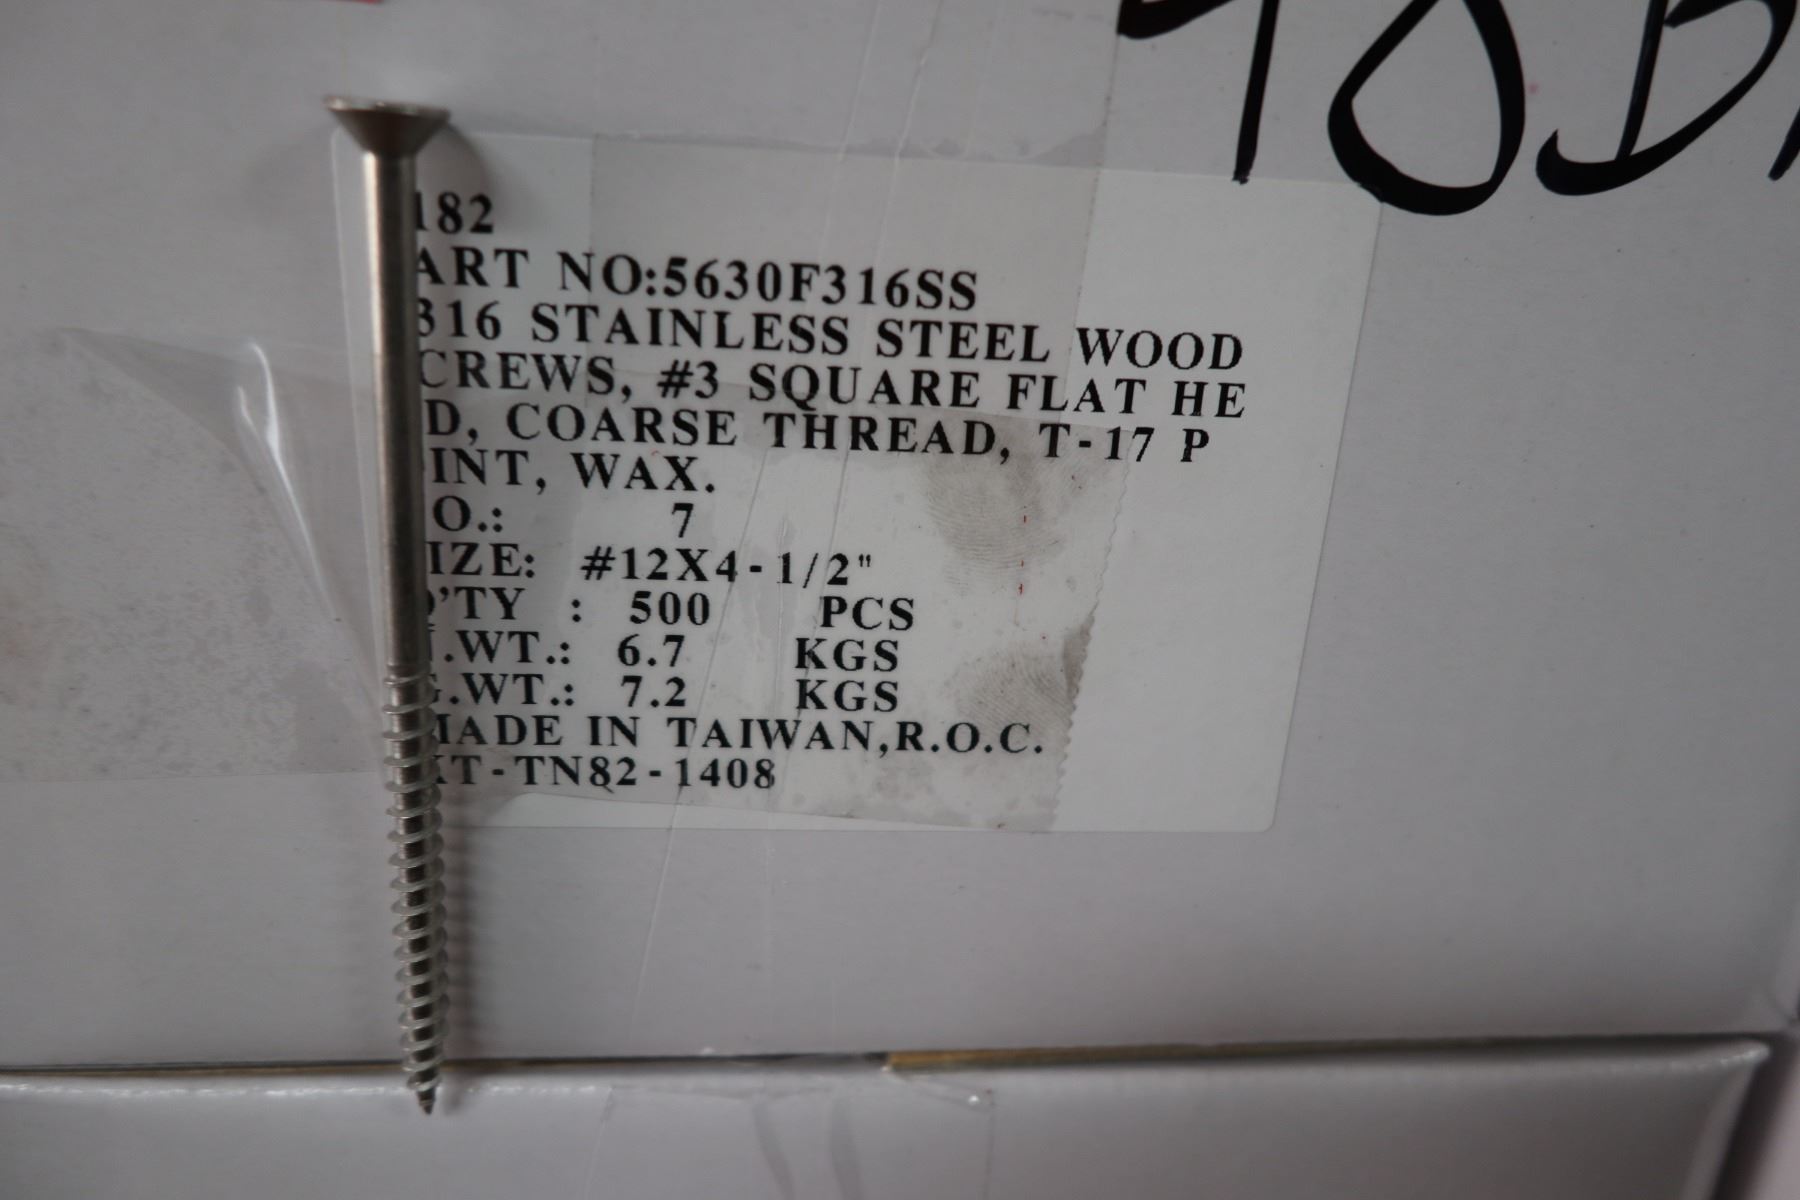 182
ART NO:5630F316SS
316 STAINLESS STEEL WOOD
CREWS, #3 SQUARE FLAT HE
D, COARSE THREAD, T-17 P
INT, WAX.
O.: 7
IZE: #12X4-1/2"
'TY : 500 PCS
.WT.: 6.7 KGS
G.WT.: 7.2 KGS
MADE IN TAIWAN,R.O.C.
T-TN82-1408